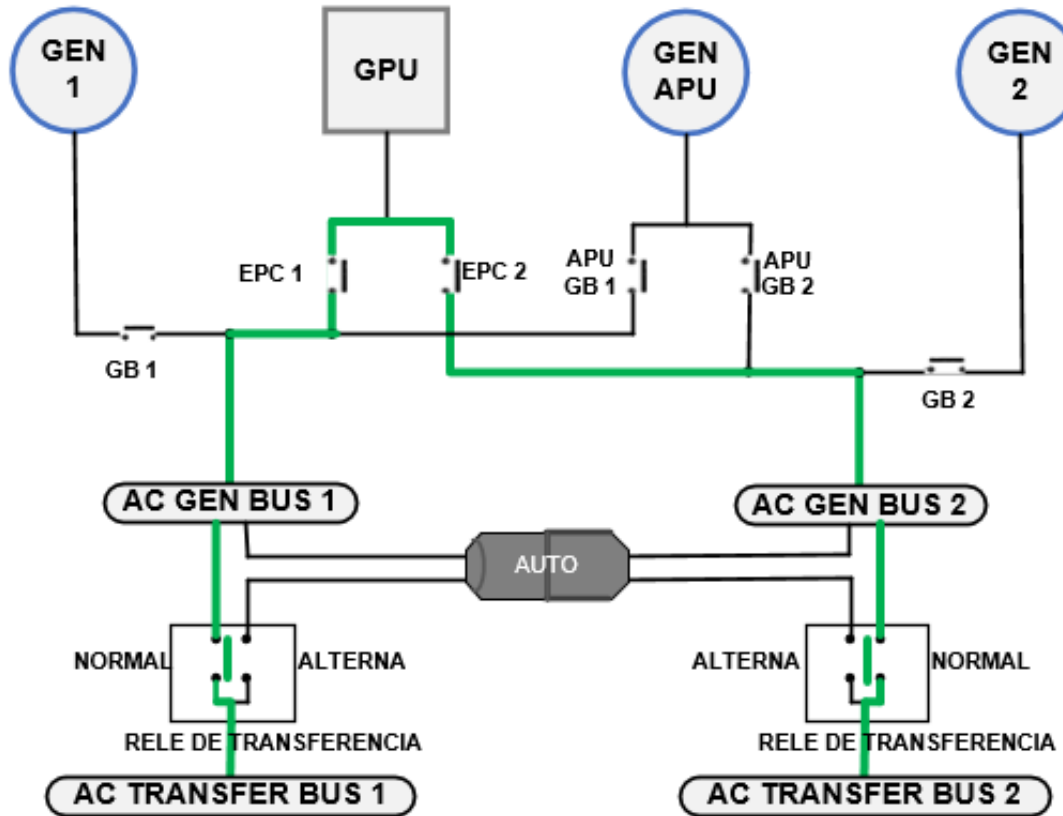 GEN
1
GPU
GEN
APU
GEN
2
EPC 1
EPC 2
APU
GB 1
APU
GB 2
GB 1
GB 2
AC GEN BUS 1
AC GEN BUS 2
AUTO
NORMAL
ALTERNA
ALTERNA
NORMAL
RELE DE TRANSFERENCIA
RELE DE TRANSFERENCIA
AC TRANSFER BUS 1
AC TRANSFER BUS 2